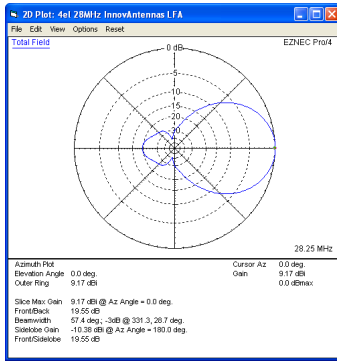 2D Plot: 4el 28MHz InnovAntennas LFA
File Edit View Options Reset
Total Field
EZNEC Pro/4
0 dB
-5
-10
-15
-20
-30
28.25 MHz
Azimuth Plot
Elevation Angle 0.0 deg.
Outer Ring 9.17 dBi
Cursor Az 0.0 deg.
Gain 9.17 dBi
0.0 dBmax
Slice Max Gain 9.17 dBi @ Az Angle = 0.0 deg.
Front/Back 19.55 dB
Beamwidth 57.4 deg.; -3dB @ 331.3, 28.7 deg.
Sidelobe Gain -10.38 dBi @ Az Angle = 180.0 deg.
Front/Sidelobe 19.55 dB